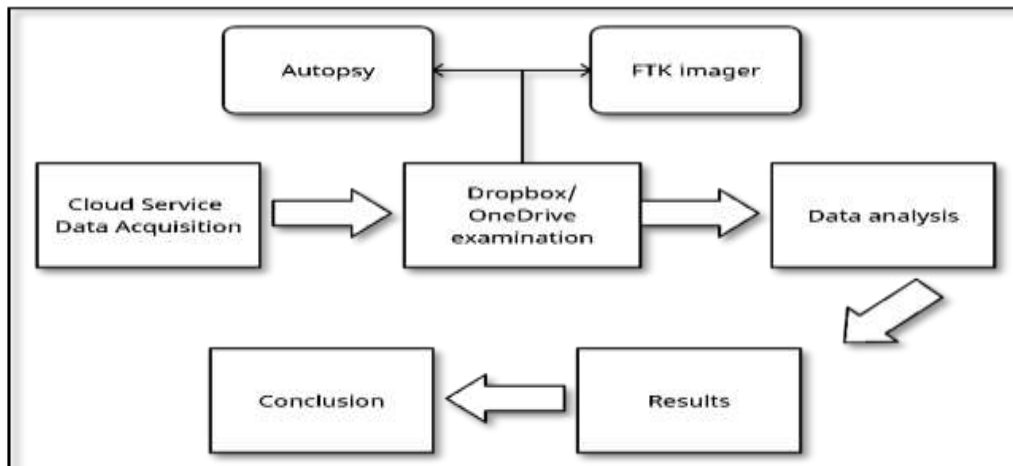 Autopsy
FTK imager
Cloud Service
Data Acquisition
Dropbox/
OneDrive
examination
Data analysis
Conclusion
Results